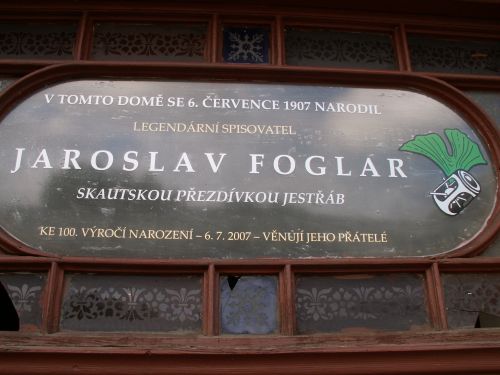 V TOMTO DOMĚ SE 6. ČERVENCE 1907 NARODIL
LEGENDÁRNÍ SPISOVATEL
JAROSLAV FOGLAR
SKAUTSKOU PŘEZDÍVKOU JESTŘÁB
KE 100. VÝROČÍ NAROZENÍ – 6. 7. 2007 – VĚNUJÍ JEHO PŘÁTELÉ